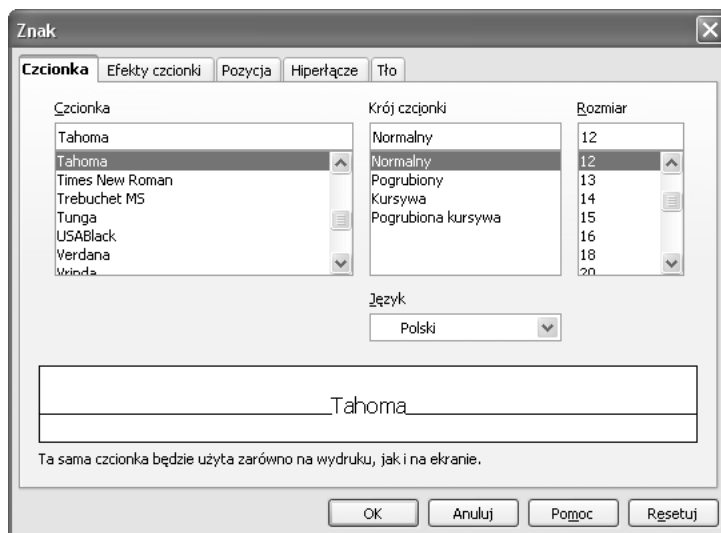 Znak
Czcionka Efekty czcionki Pozycja Hiperłącze Tło
Czcionka Krój czcionki Rozmiar
Tahoma Normalny 12
Tahoma Normalny 12
Times New Roman Pogrubiony 13
Trebuchet MS Kursywa 14
Tunga Pogrubiona kursywa 15
USABlack 16
Verdana 18
Vrinda 20
Język
Polski
Tahoma
Ta sama czcionka będzie użyta zarówno na wydruku, jak i na ekranie.
OK Anuluj Pomoc Resetuj